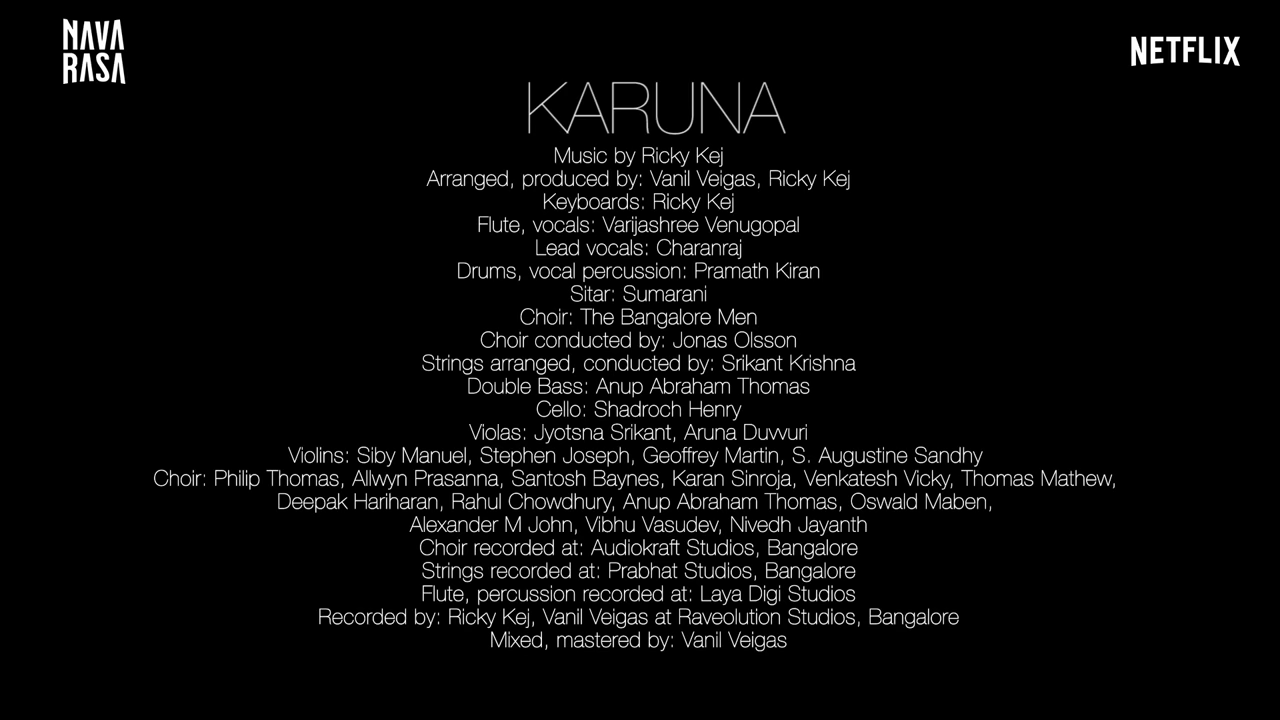 NAVA
RASA
NETFLIX
KARUNA
Music by Ricky Kej
Arranged, produced by: Vanil Veigas, Ricky Kej
Keyboards: Ricky Kej
Flute, vocals: Varijashree Venugopal
Lead vocals: Charanraj
Drums, vocal percussion: Pramath Kiran
Sitar: Sumarani
Choir: The Bangalore Men
Choir conducted by: Jonas Olsson
Strings arranged, conducted by: Srikant Krishna
Double Bass: Anup Abraham Thomas
Cello: Shadroch Henry
Violas: Jyotsna Srikant, Aruna Duvvuri
Violins: Siby Manuel, Stephen Joseph, Geoffrey Martin, S. Augustine Sandhy
Choir: Philip Thomas, Allwyn Prasanna, Santosh Baynes, Karan Sinroja, Venkatesh Vicky, Thomas Mathew,
Deepak Hariharan, Rahul Chowdhury, Anup Abraham Thomas, Oswald Maben,
Alexander M John, Vibhu Vasudev, Nivedh Jayanth
Choir recorded at: Audiokraft Studios, Bangalore
Strings recorded at: Prabhat Studios, Bangalore
Flute, percussion recorded at: Laya Digi Studios
Recorded by: Ricky Kej, Vanil Veigas at Raveolution Studios, Bangalore
Mixed, mastered by: Vanil Veigas